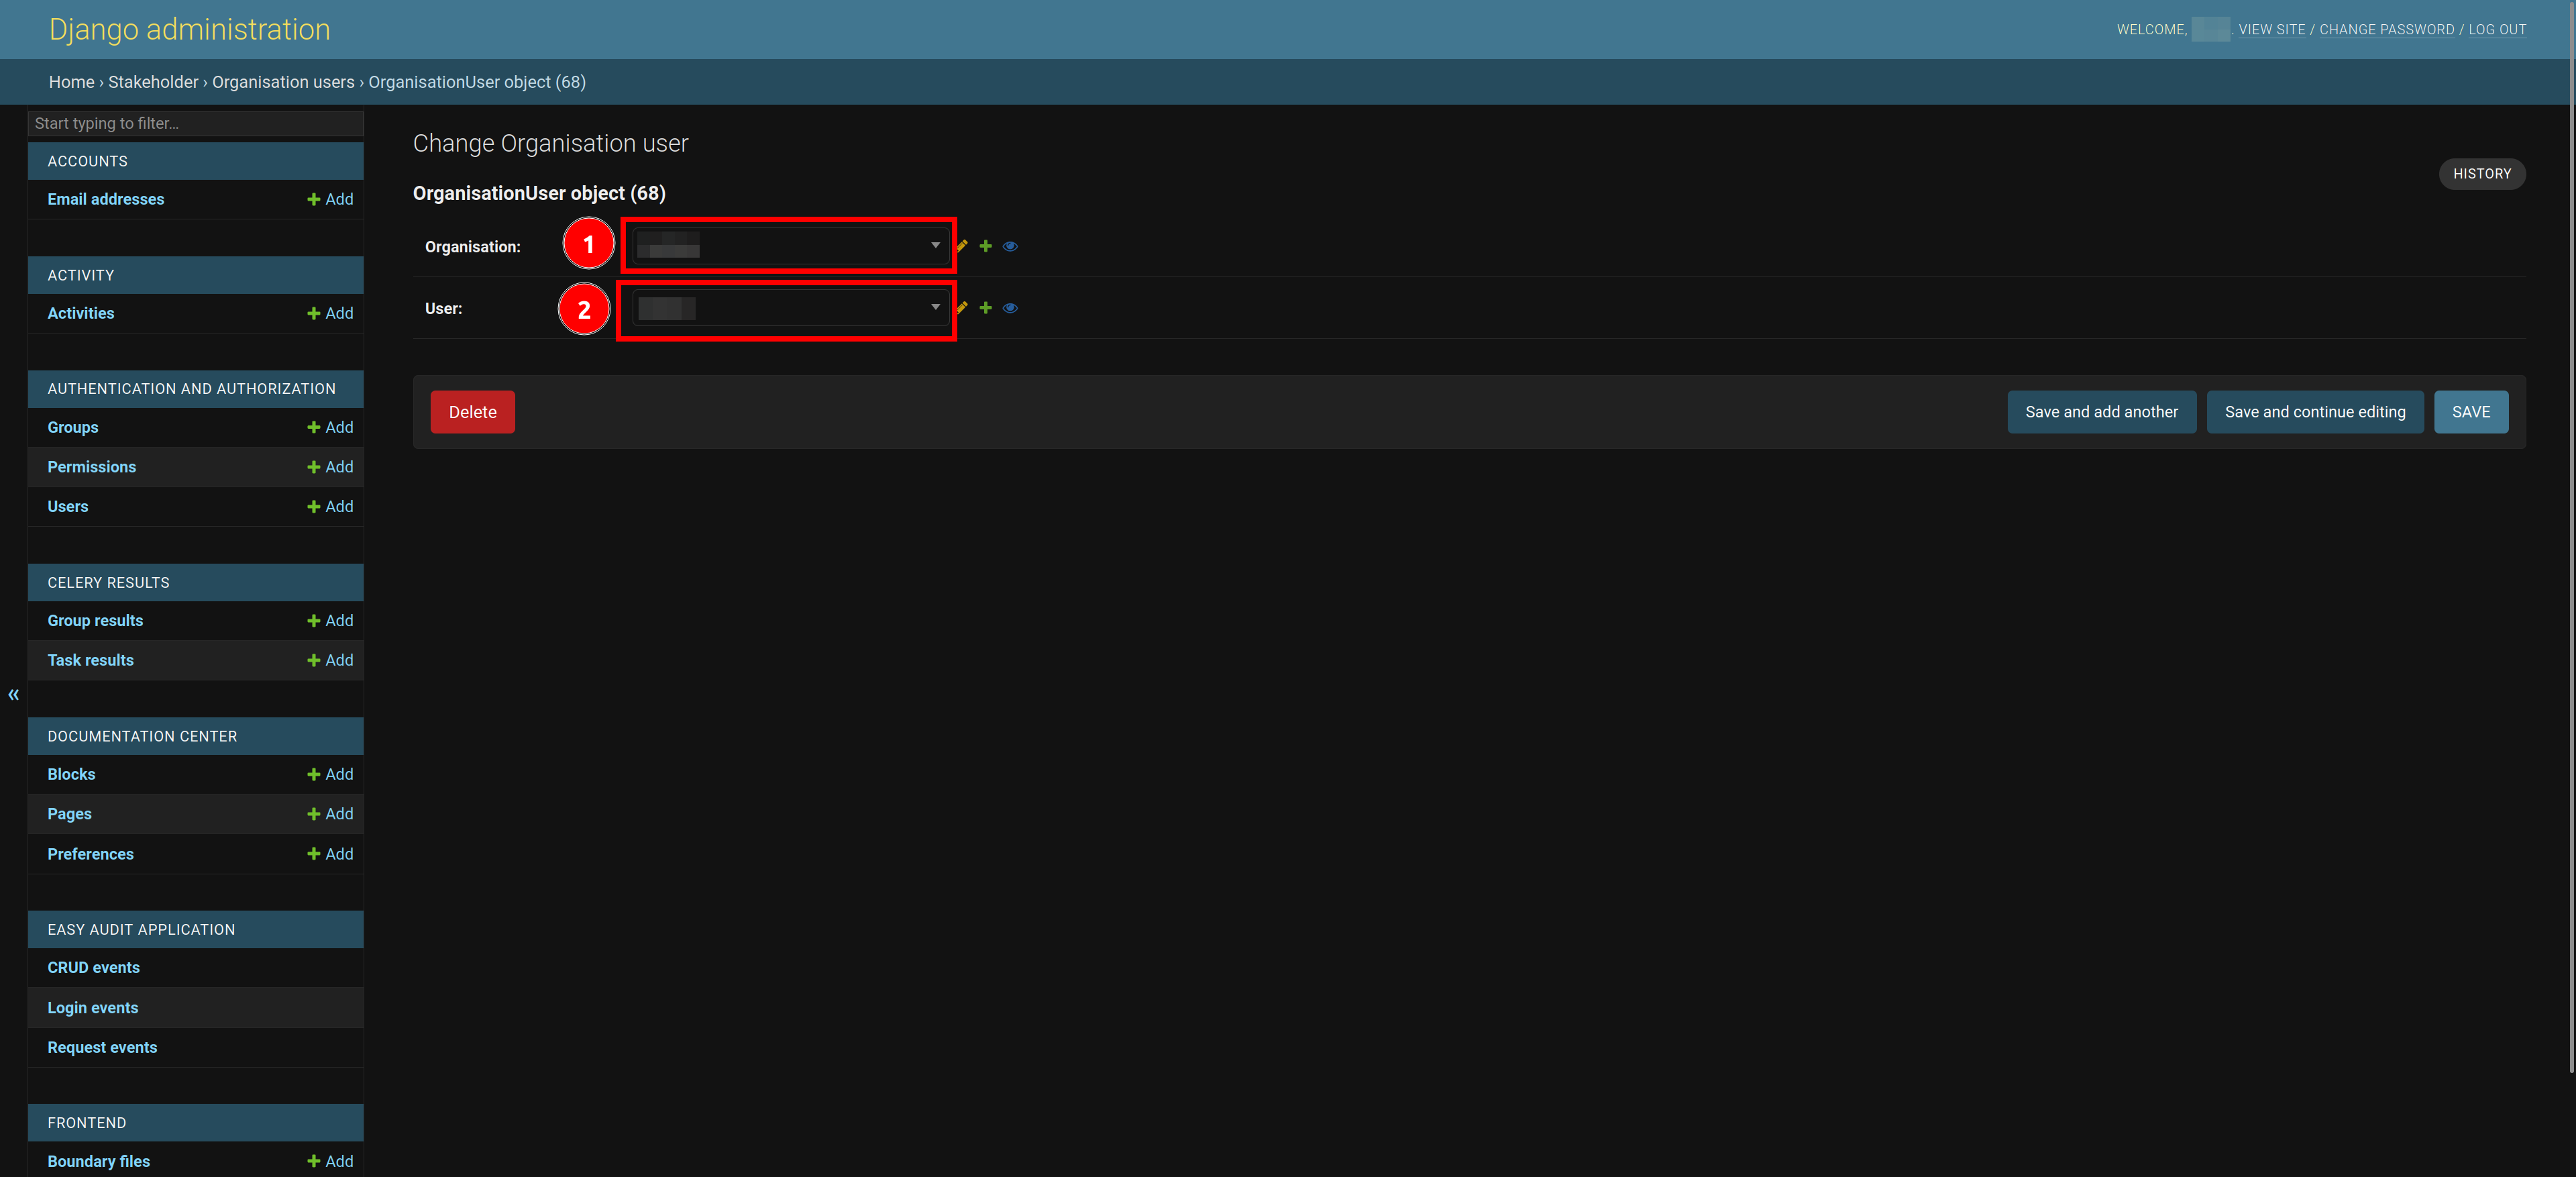 Django administration
WELCOME, . VIEW SITE / CHANGE PASSWORD / LOG OUT
Home › Stakeholder › Organisation users › OrganisationUser object (68)
Start typing to filter...
ACCOUNTS
Email addresses Add
ACTIVITY
Activities Add
AUTHENTICATION AND AUTHORIZATION
Groups Add
Permissions Add
Users Add
CELERY RESULTS
Group results Add
Task results Add
«
DOCUMENTATION CENTER
Blocks Add
Pages Add
Preferences Add
EASY AUDIT APPLICATION
CRUD events
Login events
Request events
FRONTEND
Boundary files Add
Change Organisation user
HISTORY
OrganisationUser object (68)
Organisation: 1
User: 2
Delete Save and add another Save and continue editing SAVE